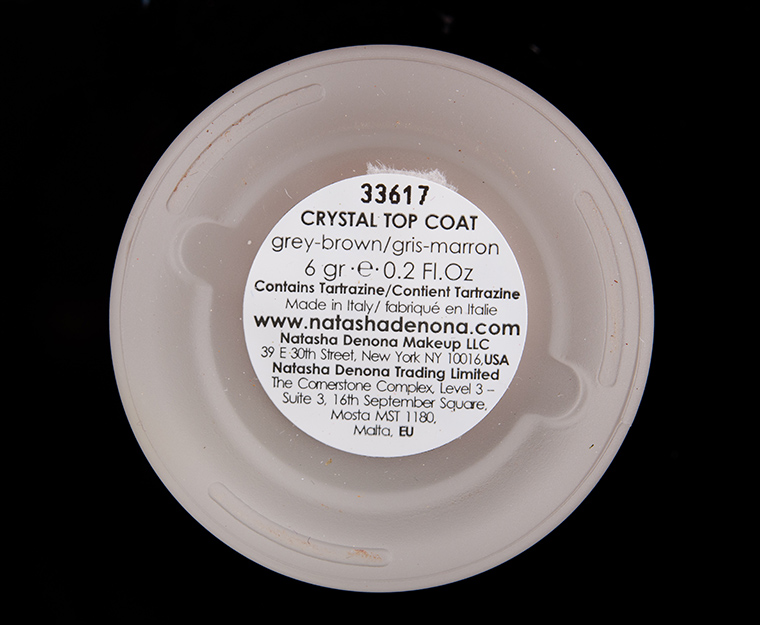 33617
CRYSTAL TOP COAT
grey-brown/gris-marron
6 gr ·℮· 0.2 Fl.Oz
Contains Tartrazine/Contient Tartrazine
Made in Italy/ fabriqué en Italie
www.natashadenona.com
Natasha Denona Makeup LLC
39 E 30th Street, New York NY 10016,USA
Natasha Denona Trading Limited
The Cornerstone Complex, Level 3 –
Suite 3, 16th September Square,
Mosta MST 1180,
Malta, EU